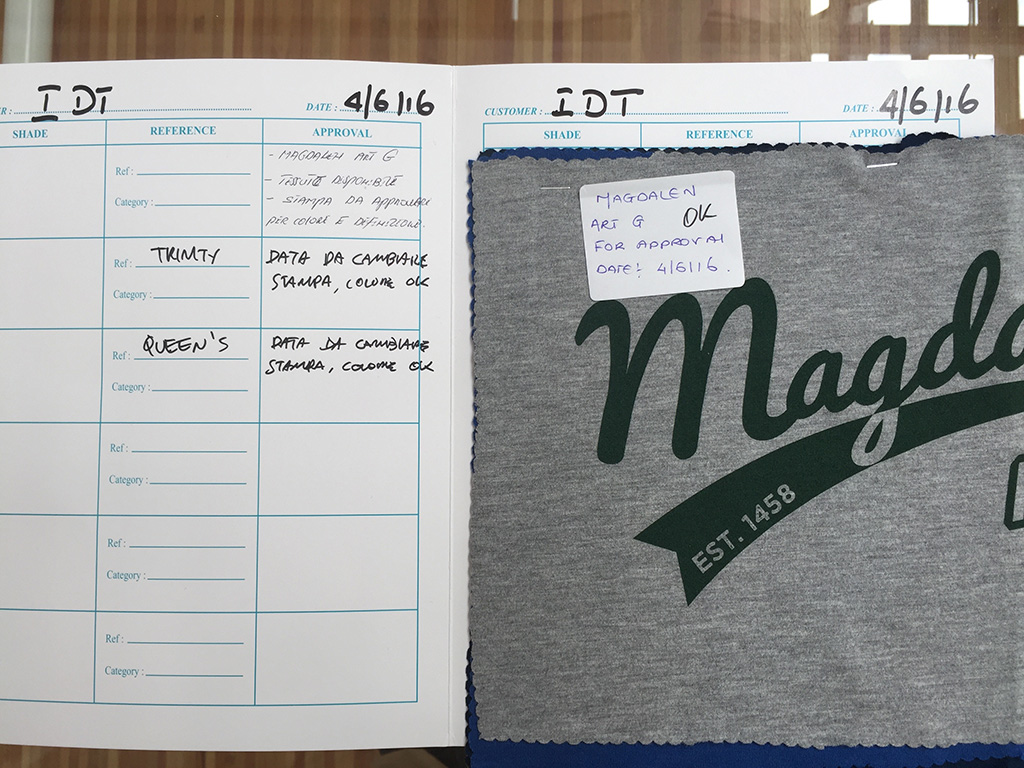 R : I DT DATE : 4/6/16
SHADE REFERENCE APPROVAL
Ref :
Category :
- MAGDALEN ART G
- TESSUTE DISPONIBILE
- STAMPA DA APPROVARE
PER COLORE E DEFINIZIONE.
Ref : TRINITY
Category :
DATA DA CAMBIARE
STAMPA, COLORE OK
Ref : QUEEN'S
Category :
DATA DA CAMBIARE
STAMPA, COLORE OK
Ref :
Category :
Ref :
Category :
Ref :
Category :
CUSTOMER : IDT DATE : 4/6/16
SHADE REFERENCE APPROVAL
MAGDALEN
ART G OK
FOR APPROVAL
DATE: 4/6/16.
Magda
EST. 1458